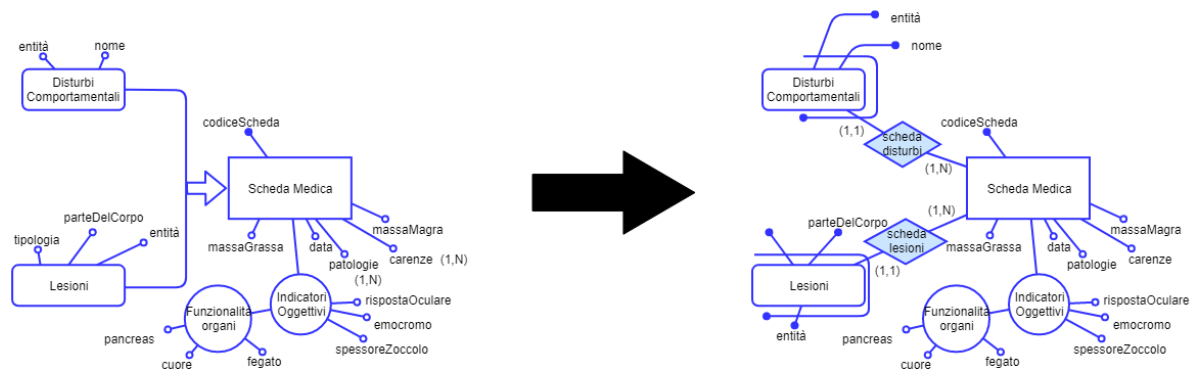 entità
nome
Disturbi
Comportamentali
codiceScheda
Scheda Medica
parteDelCorpo
tipologia
entità
Lesioni
massaGrassa
data
patologie
(1,N)
massaMagra
carenze (1,N)
Indicatori
Oggettivi
Funzionalità
organi
rispostaOculare
emocromo
spessoreZoccolo
pancreas
cuore
fegato
entità
nome
Disturbi
Comportamentali
(1,1)
scheda
disturbi
(1,N)
codiceScheda
Scheda Medica
(1,N)
parteDelCorpo
scheda
lesioni
(1,1)
Lesioni
entità
massaGrassa
data
patologie
massaMagra
carenze
Indicatori
Oggettivi
Funzionalità
organi
rispostaOculare
emocromo
spessoreZoccolo
pancreas
cuore
fegato